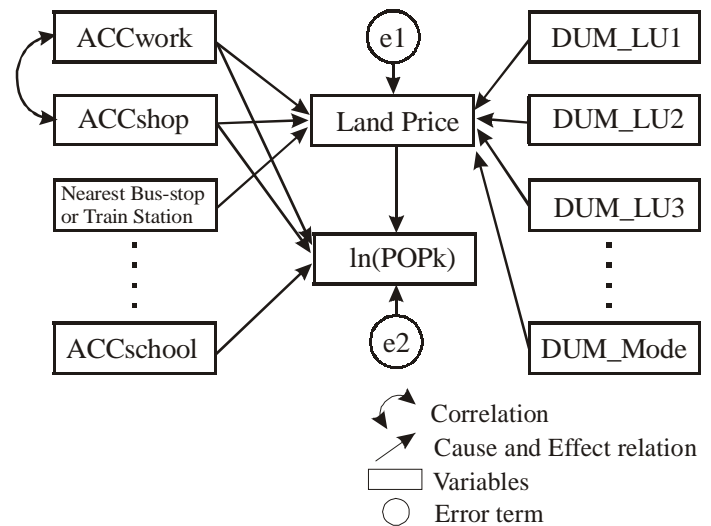 ACCwork
ACCshop
Nearest Bus-stop
or Train Station
ACCschool
e1
Land Price
ln(POPk)
e2
DUM_LU1
DUM_LU2
DUM_LU3
DUM_Mode
Correlation
Cause and Effect relation
Variables
Error term